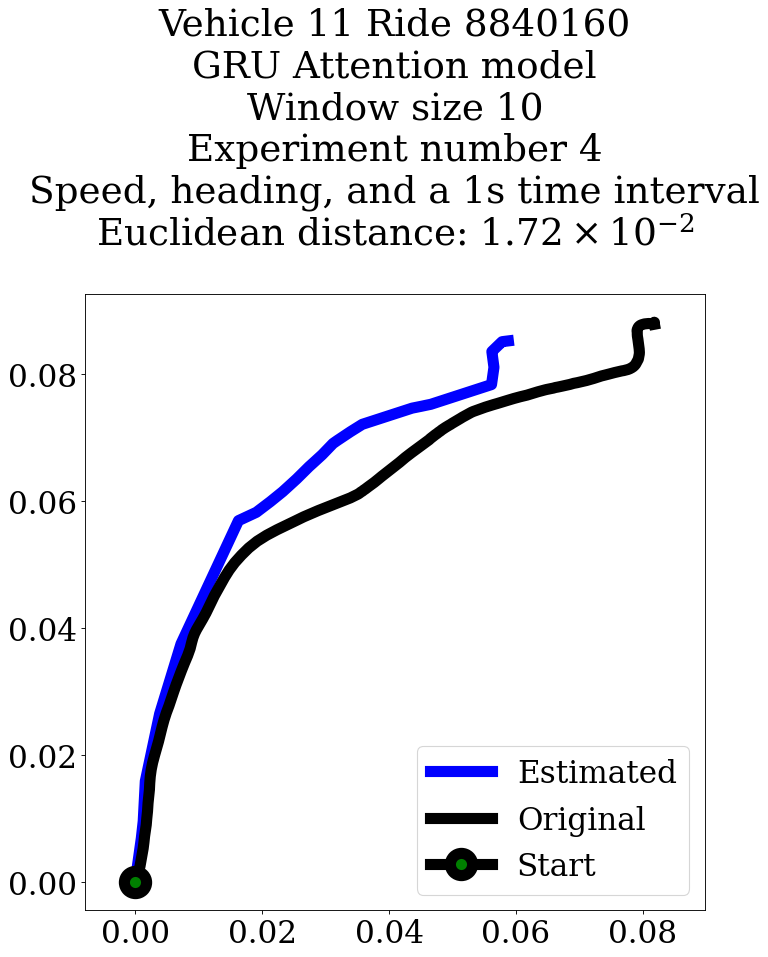 Vehicle 11 Ride 8840160
GRU Attention model
Window size 10
Experiment number 4
Speed, heading, and a 1s time interval
Euclidean distance: 1.72 × 10⁻²
0.08
0.06
0.04
0.02
0.00
Estimated
Original
Start
0.00 0.02 0.04 0.06 0.08